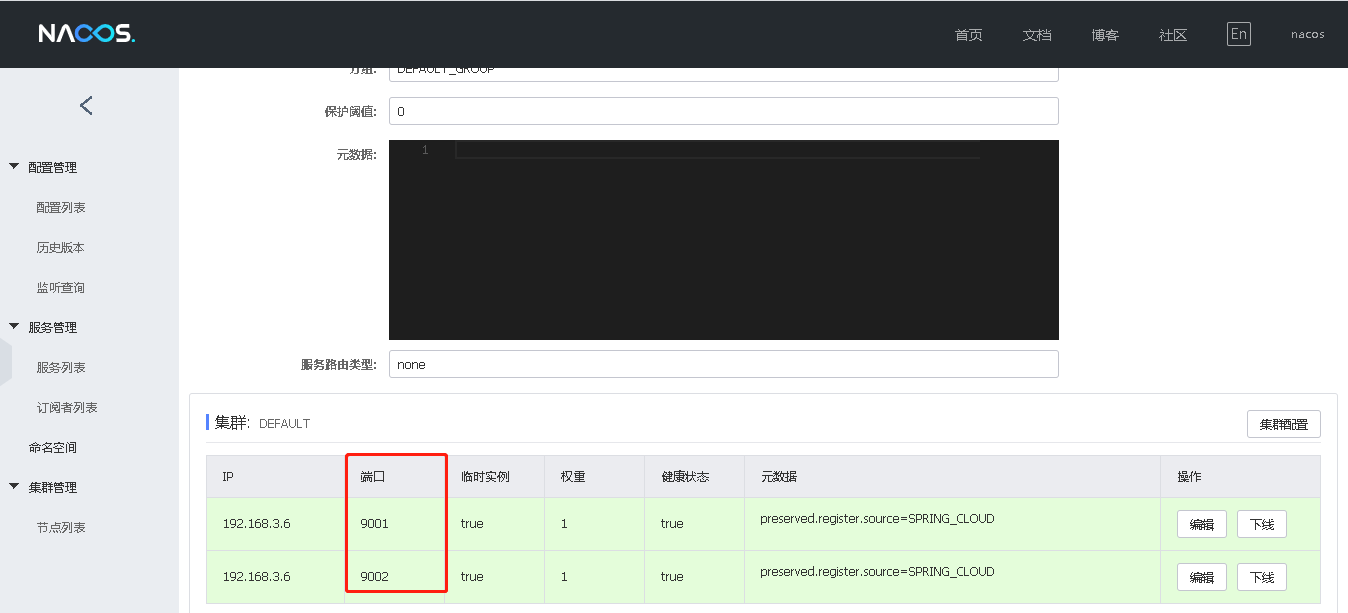 NACOS.
首页 文档 博客 社区 En nacos
分组: DEFAULT_GROUP
保护阈值: 0
元数据: 1
服务路由类型: none
配置管理
配置列表
历史版本
监听查询
服务管理
服务列表
订阅者列表
命名空间
集群管理
节点列表
集群: DEFAULT 集群配置
IP 端口 临时实例 权重 健康状态 元数据 操作
192.168.3.6 9001 true 1 true preserved.register.source=SPRING_CLOUD 编辑 下线
192.168.3.6 9002 true 1 true preserved.register.source=SPRING_CLOUD 编辑 下线